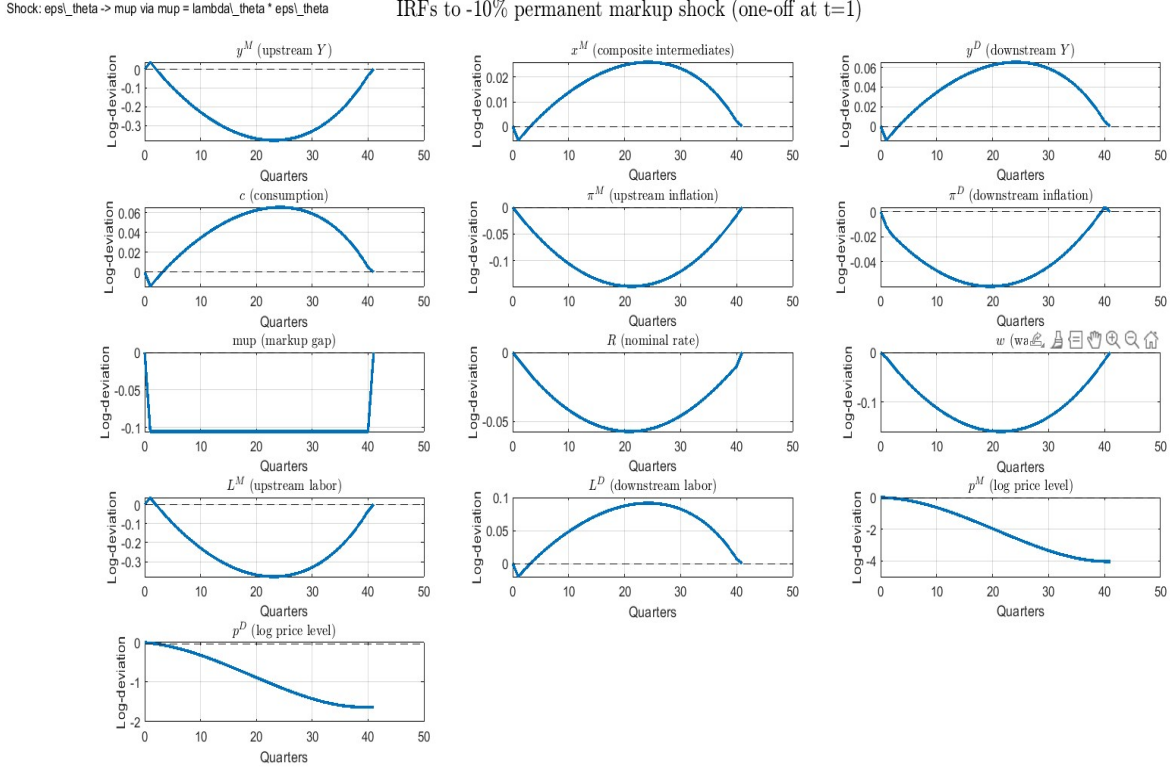 Shock: eps\_theta -> mup via mup = lambda\_theta * eps\_theta
IRFs to -10% permanent markup shock (one-off at t=1)
y^M (upstream Y)
Log-deviation
0
-0.1
-0.2
-0.3
0 10 20 30 40 50
Quarters
x^M (composite intermediates)
Log-deviation
0.02
0.01
0
0 10 20 30 40 50
Quarters
y^D (downstream Y)
Log-deviation
0.06
0.04
0.02
0
0 10 20 30 40 50
Quarters
c (consumption)
Log-deviation
0.06
0.04
0.02
0
0 10 20 30 40 50
Quarters
π^M (upstream inflation)
Log-deviation
0
-0.05
-0.1
0 10 20 30 40 50
Quarters
π^D (downstream inflation)
Log-deviation
0
-0.02
-0.04
0 10 20 30 40 50
Quarters
mup (markup gap)
Log-deviation
0
-0.05
-0.1
0 10 20 30 40 50
Quarters
R (nominal rate)
Log-deviation
0
-0.05
0 10 20 30 40 50
Quarters
w
Log-deviation
0
-0.1
0 10 20 30 40 50
Quarters
L^M (upstream labor)
Log-deviation
0
-0.1
-0.2
-0.3
0 10 20 30 40 50
Quarters
L^D (downstream labor)
Log-deviation
0.1
0.05
0
0 10 20 30 40 50
Quarters
p^M (log price level)
Log-deviation
0
-2
-4
0 10 20 30 40 50
Quarters
p^D (log price level)
Log-deviation
0
-1
-2
0 10 20 30 40 50
Quarters